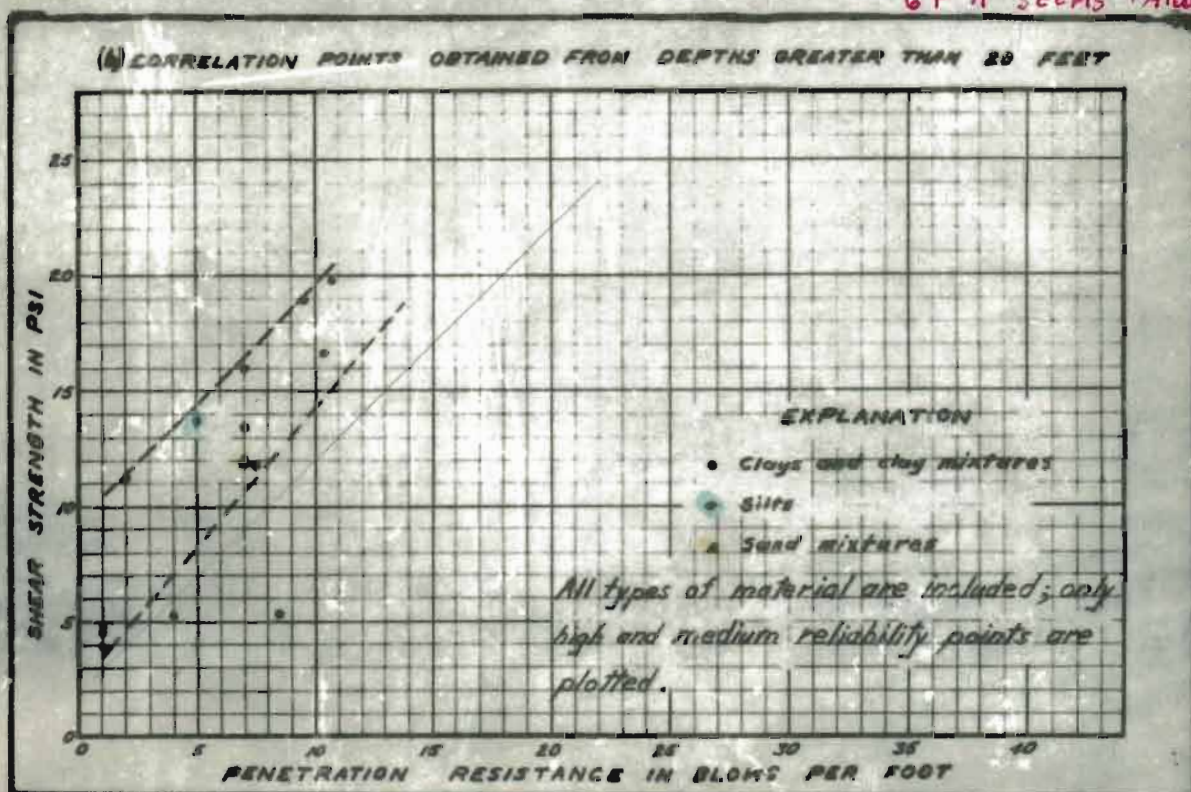 (b) CORRELATION POINTS OBTAINED FROM DEPTHS GREATER THAN 20 FEET
SHEAR STRENGTH IN PSI
25
20
15
10
5
0
EXPLANATION
Clays and clay mixtures
Silts
Sand mixtures
All types of material are included; only
high and medium reliability points are
plotted.
0 5 10 15 20 25 30 35 40
PENETRATION RESISTANCE IN BLOWS PER FOOT